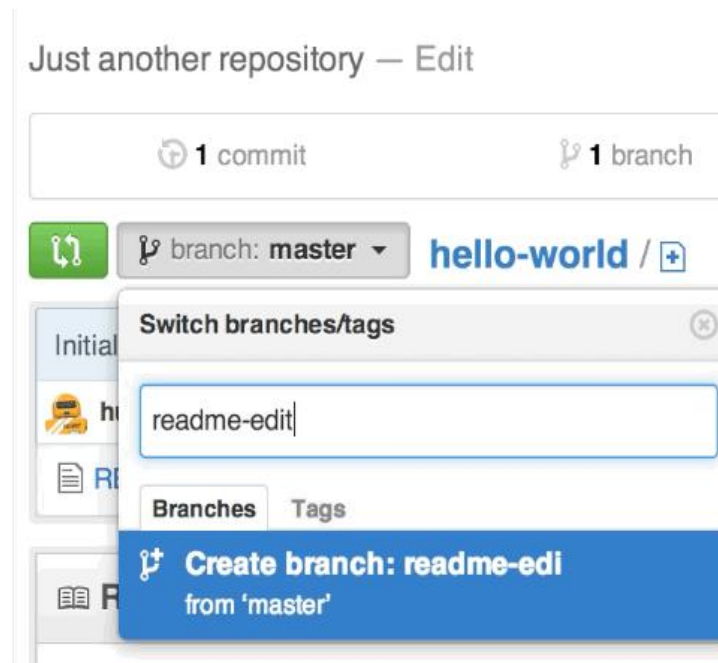 Just another repository — Edit
1 commit
1 branch
branch: master
hello-world /
Switch branches/tags
Initial
readme-edit
Branches Tags
Create branch: readme-edi
from ‘master’